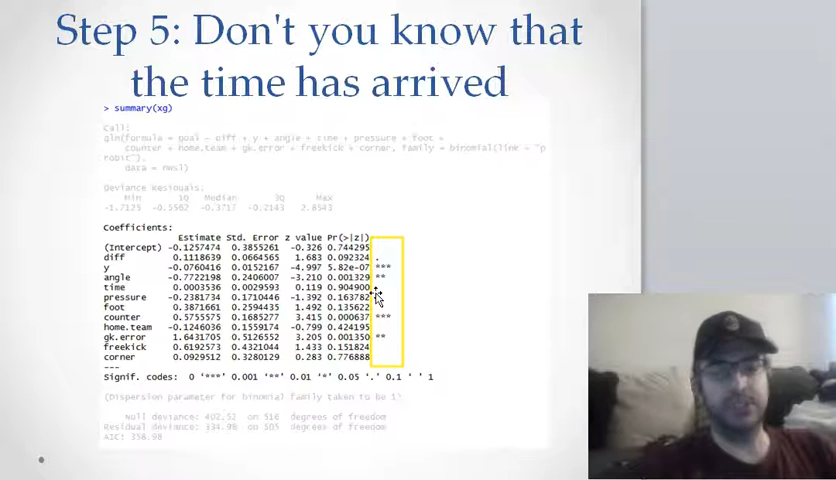 Step 5: Don't you know that
the time has arrived
> summary(xg)
Call:
glm(formula = goal ~ diff + y + angle + time + pressure + foot +
counter + home.team + gk.error + freekick + corner, family = binomial(link = "p
robit"),
data = nwsl)
Deviance Residuals:
Min 1Q Median 3Q Max
-1.7125 -0.5562 -0.3717 -0.2143 2.8543
Coefficients:
Estimate Std. Error z value Pr(>|z|)
(Intercept) -0.1257474 0.3855261 -0.326 0.744295
diff 0.1118639 0.0664565 1.683 0.092324 .
y -0.0760416 0.0152167 -4.997 5.82e-07 ***
angle -0.7722198 0.2406007 -3.210 0.001329 **
time 0.0003536 0.0029593 0.119 0.904900
pressure -0.2381734 0.1710446 -1.392 0.163782
foot 0.3871661 0.2594435 1.492 0.135622
counter 0.5755575 0.1685277 3.415 0.000637 ***
home.team -0.1246036 0.1559174 -0.799 0.424195
gk.error 1.6431705 0.5126552 3.205 0.001350 **
freekick 0.6192573 0.4321044 1.433 0.151824
corner 0.0929512 0.3280129 0.283 0.776888
---
Signif. codes: 0 '***' 0.001 '**' 0.01 '*' 0.05 '.' 0.1 ' ' 1
(Dispersion parameter for binomial family taken to be 1)
Null deviance: 402.52 on 516 degrees of freedom
Residual deviance: 334.98 on 505 degrees of freedom
AIC: 358.98